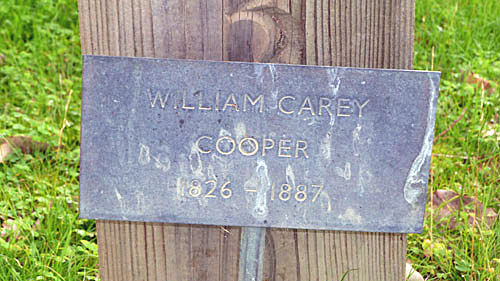 WILLIAM CAREY
COOPER
1826 – 1887